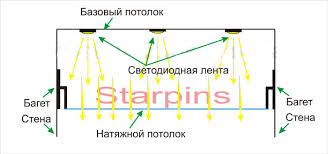 Базовый потолок
Светодиодная лента
Starpins
Багет
Стена
Багет
Стена
Натяжной потолок